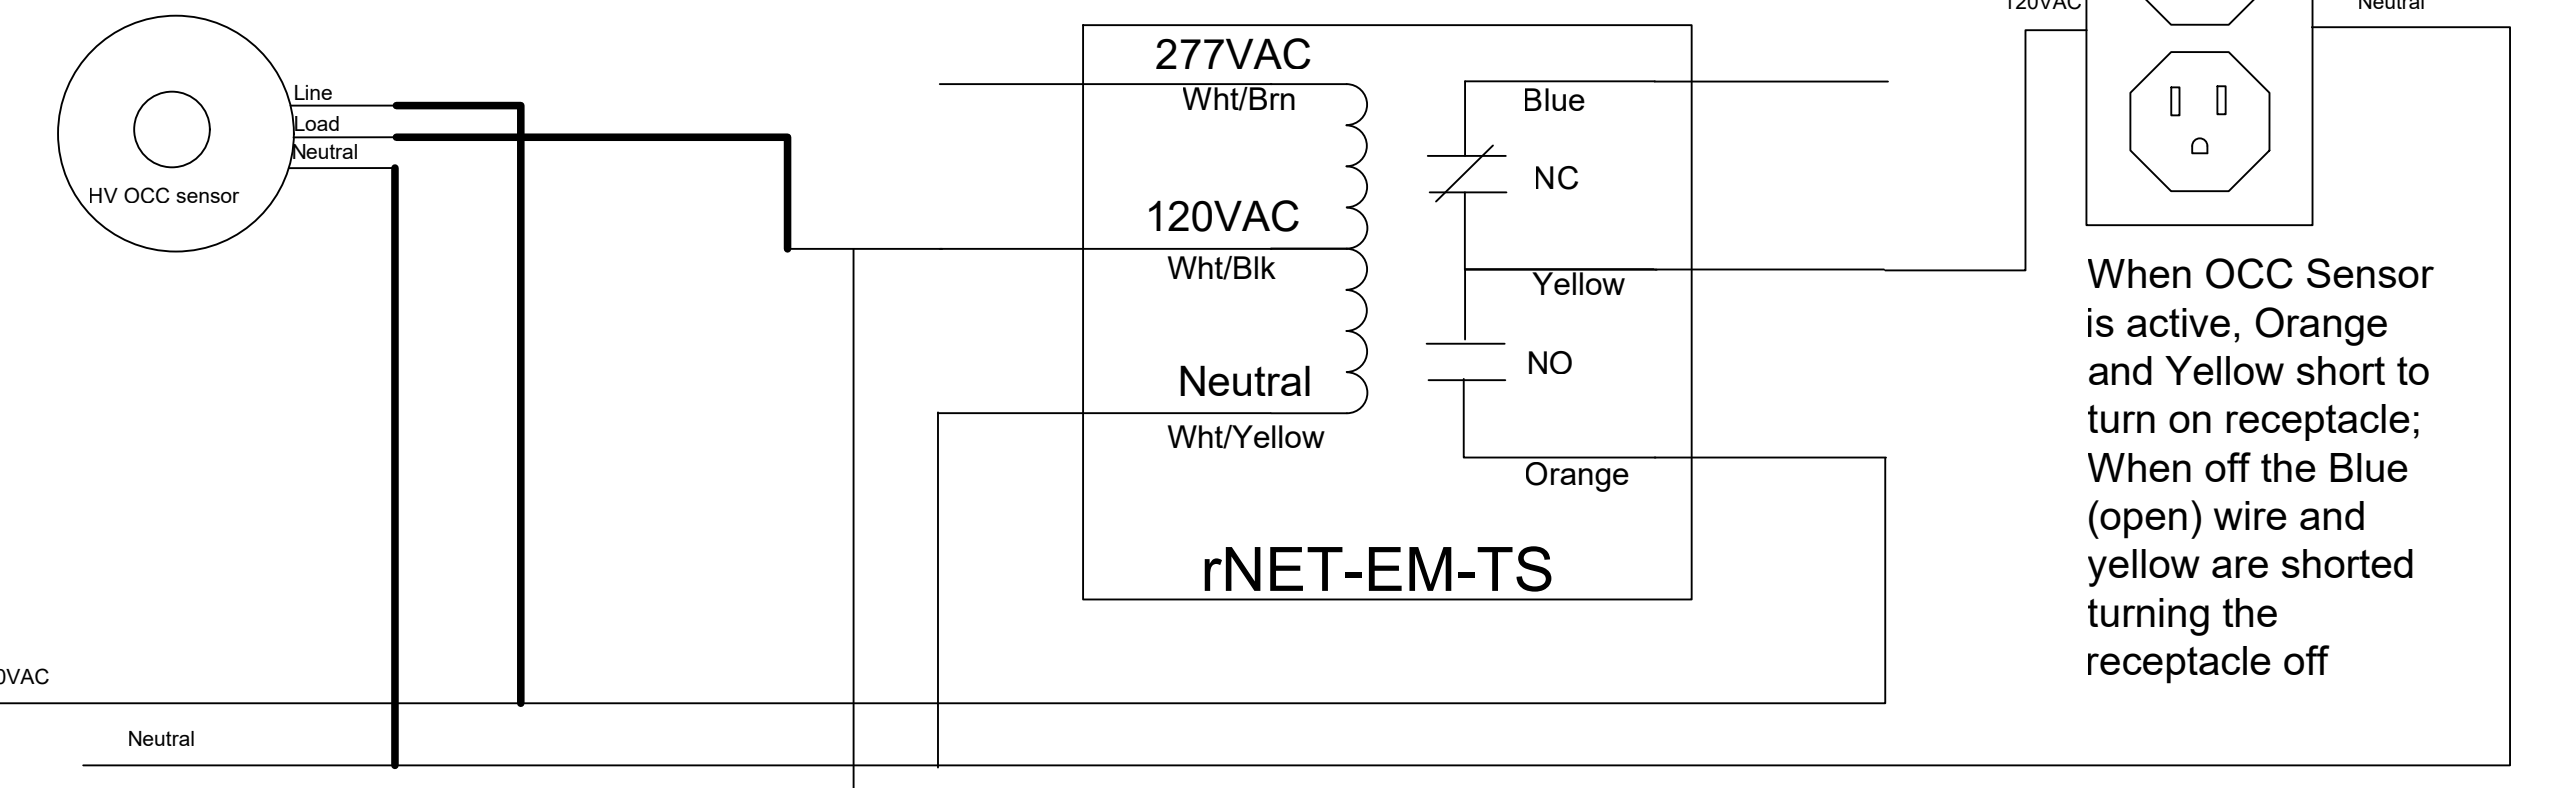 120VAC
Neutral
277VAC
Line
Wht/Brn
Blue
Load
Neutral
NC
HV OCC sensor
120VAC
Wht/Blk
Yellow
When OCC Sensor
is active, Orange
and Yellow short to
turn on receptacle;
When off the Blue
(open) wire and
yellow are shorted
turning the
receptacle off
NO
Neutral
Wht/Yellow
Orange
rNET-EM-TS
0VAC
Neutral